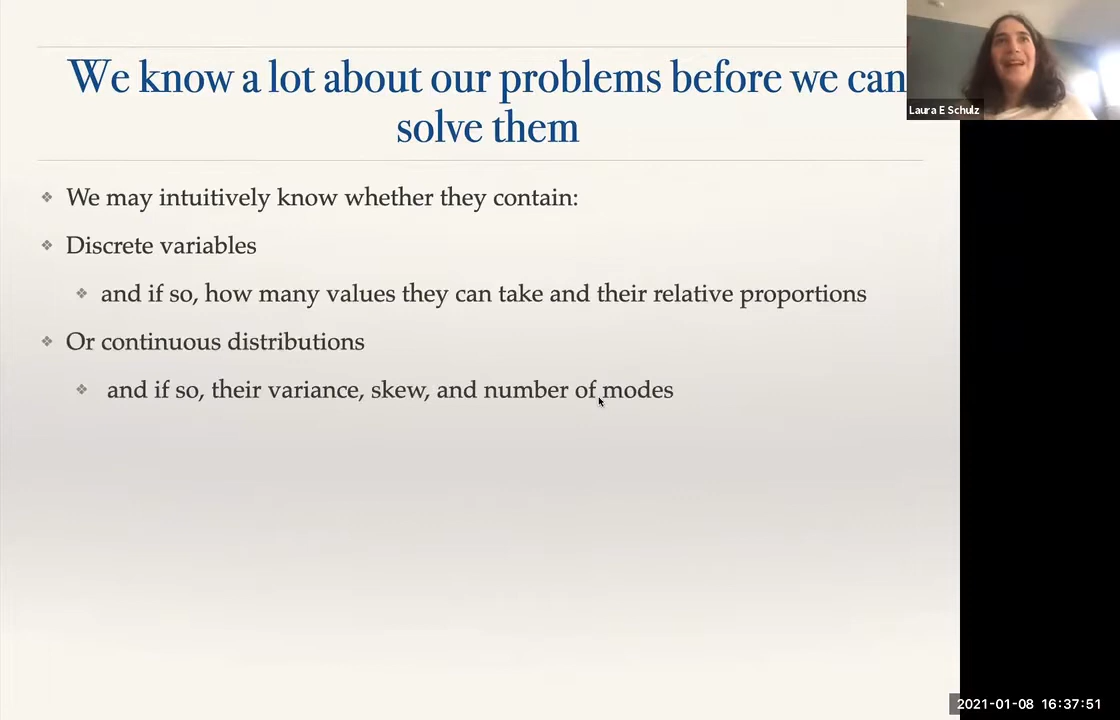 We know a lot about our problems before we can
solve them
❖ We may intuitively know whether they contain:
❖ Discrete variables
❖ and if so, how many values they can take and their relative proportions
❖ Or continuous distributions
❖ and if so, their variance, skew, and number of modes
Laura E Schulz
2021-01-08 16:37:51